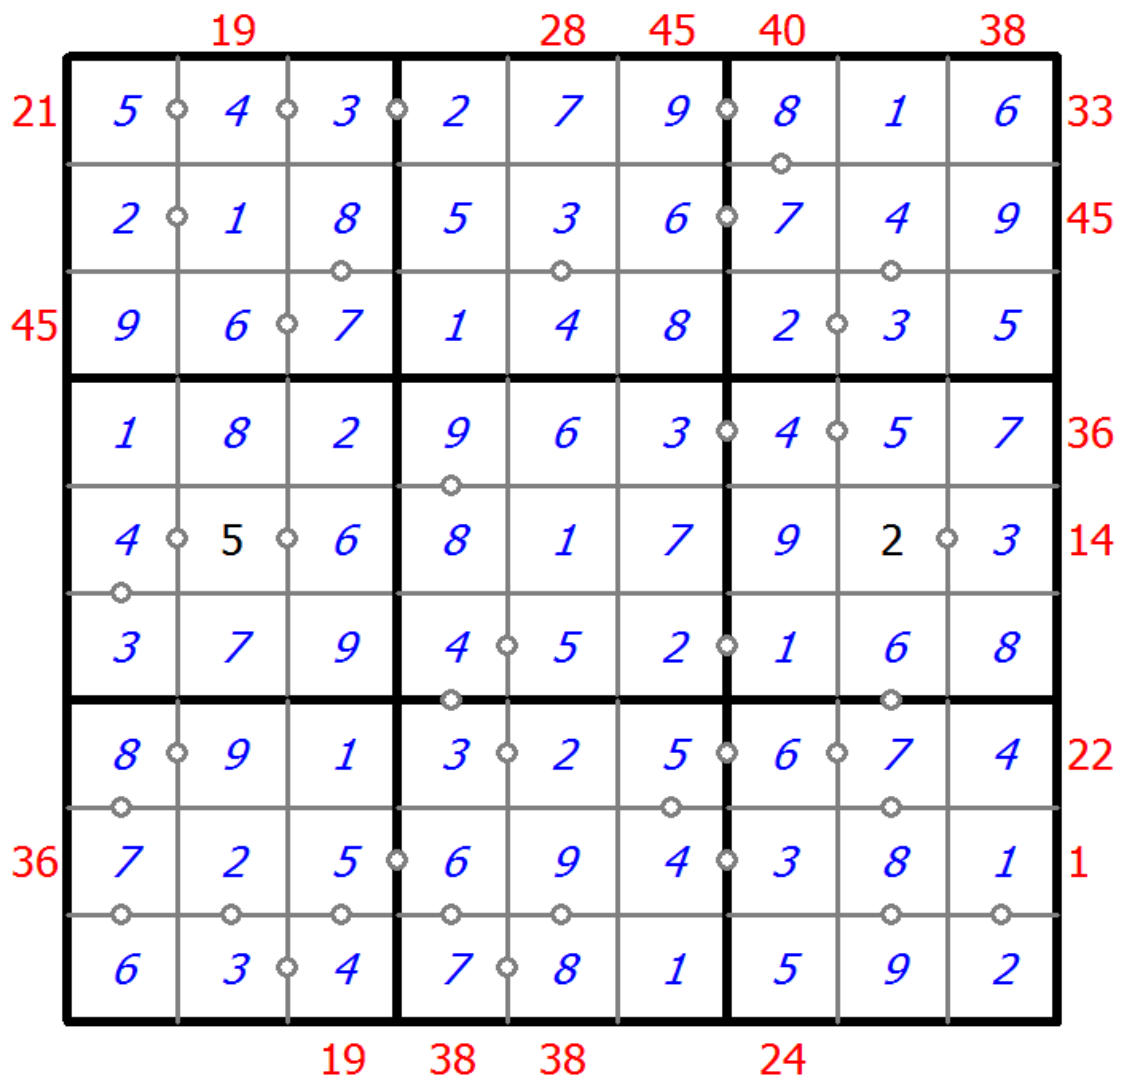 19 28 45 40 38
21 5 4 3 2 7 9 8 1 6 33
2 1 8 5 3 6 7 4 9 45
45 9 6 7 1 4 8 2 3 5
1 8 2 9 6 3 4 5 7 36
4 5 6 8 1 7 9 2 3 14
3 7 9 4 5 2 1 6 8
8 9 1 3 2 5 6 7 4 22
36 7 2 5 6 9 4 3 8 1 1
6 3 4 7 8 1 5 9 2
19 38 38 24